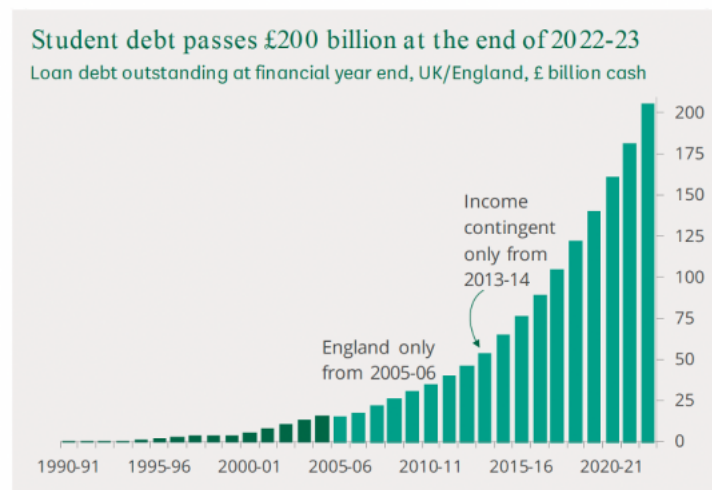 Student debt passes £200 billion at the end of 2022-23
Loan debt outstanding at financial year end, UK/England, £ billion cash
200
175
150
125
100
75
50
25
0
Income
contingent
only from
2013-14
England only
from 2005-06
1990-91 1995-96 2000-01 2005-06 2010-11 2015-16 2020-21